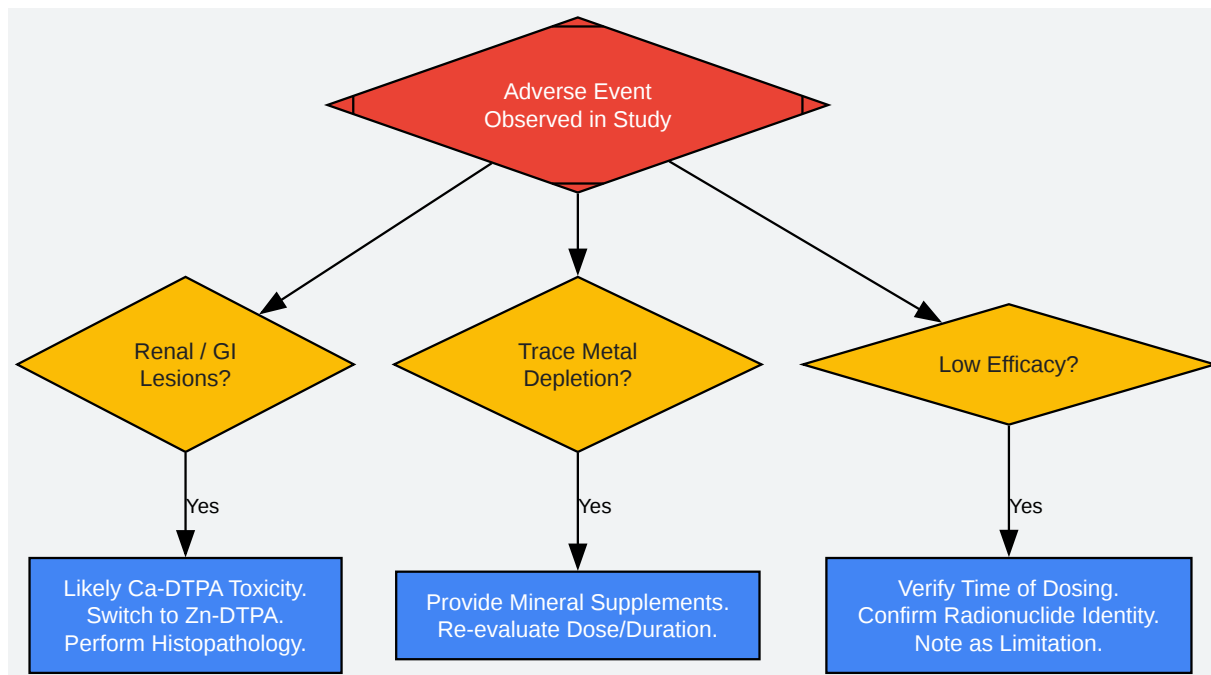 Adverse Event
Observed in Study
Renal / GI
Lesions?
Trace Metal
Depletion?
Low Efficacy?
Yes
Yes
Yes
Likely Ca-DTPA Toxicity.
Switch to Zn-DTPA.
Perform Histopathology.
Provide Mineral Supplements.
Re-evaluate Dose/Duration.
Verify Time of Dosing.
Confirm Radionuclide Identity.
Note as Limitation.